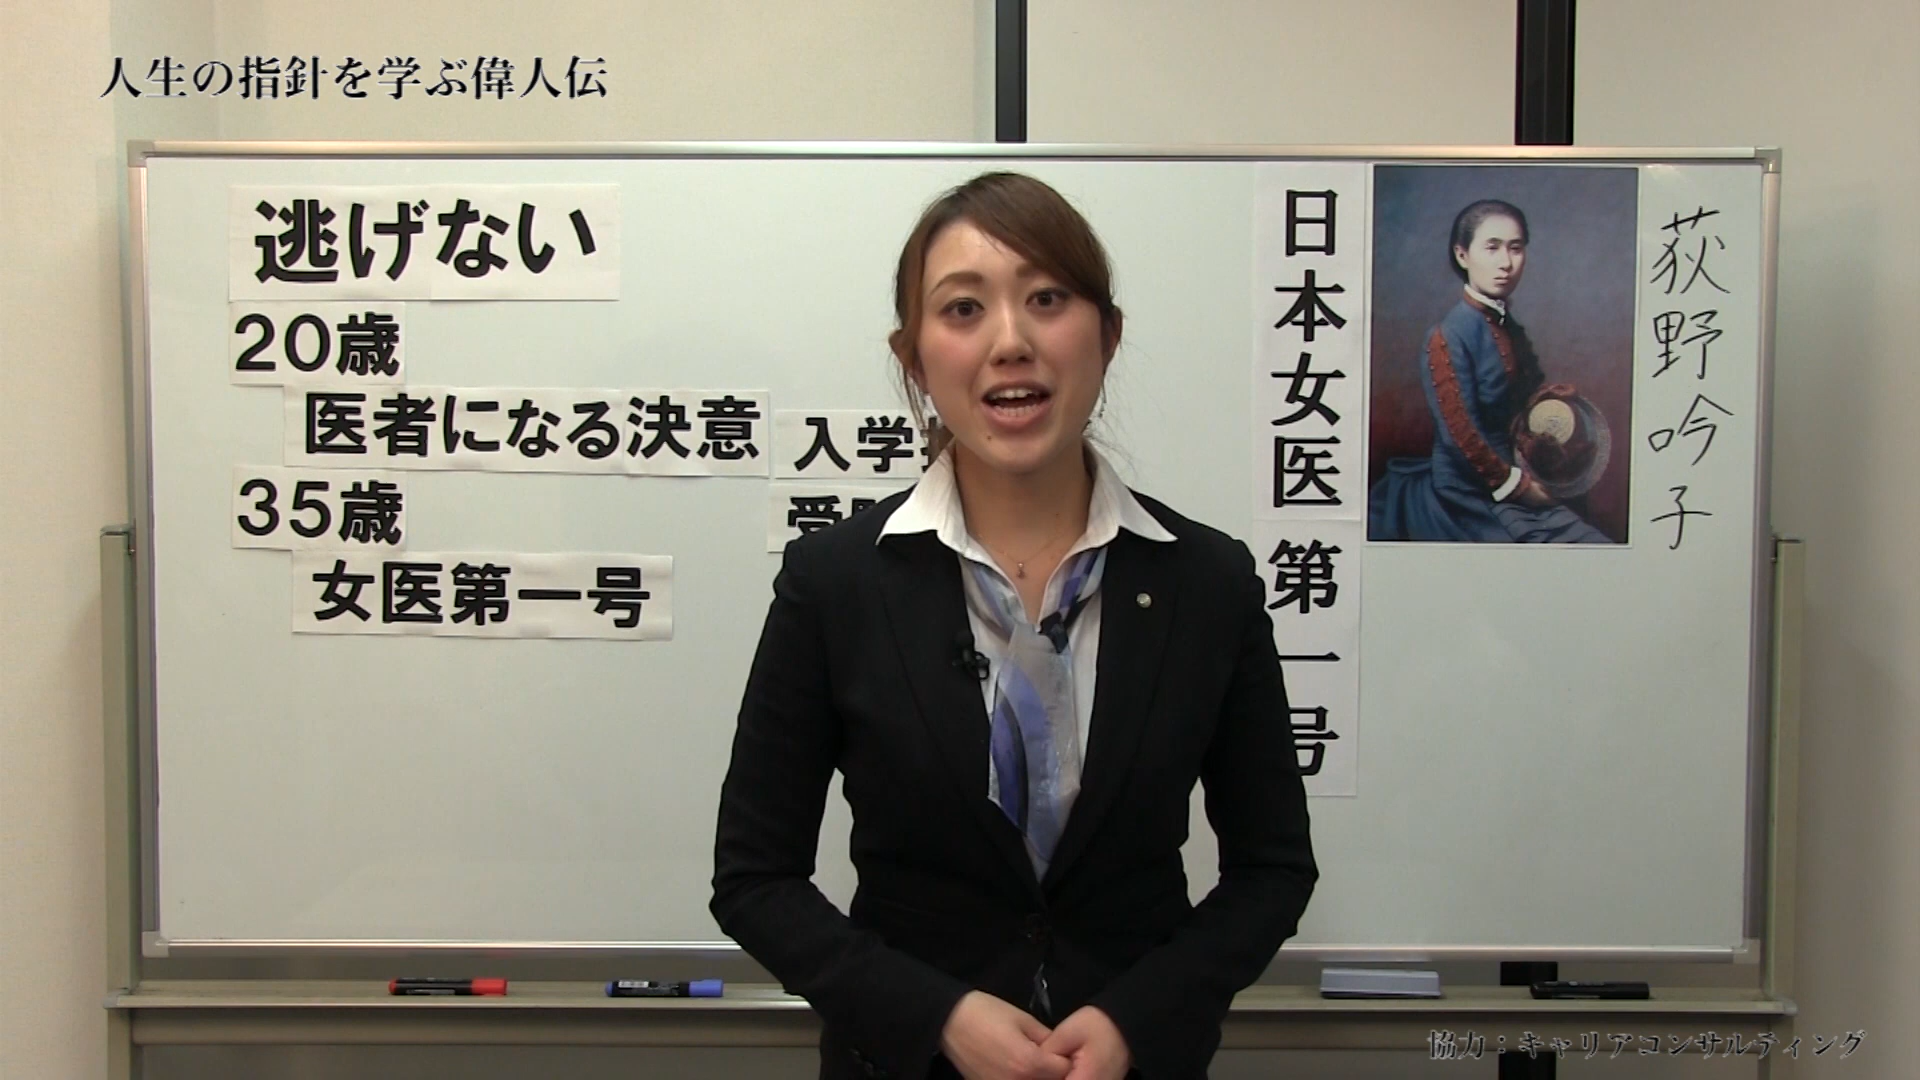 人生の指針を学ぶ偉人伝
荻野吟子
日本女医第一号
逃げない
20歳
医者になる決意
入学
35歳
女医第一号
協力：キャリアコンサルティング